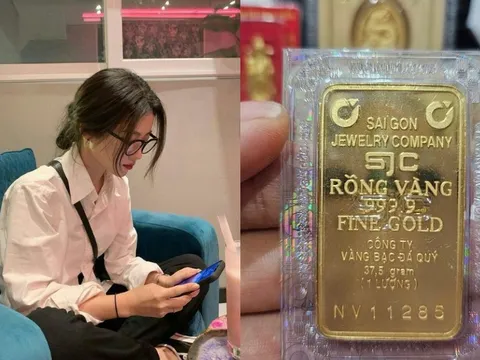 SAIGON
JEWELRY COMPANY
SJC
RỒNG VÀNG
999.9
FINE GOLD
CÔNG TY
VÀNG BẠC ĐÁ QUÝ
37,5 gram
(1 LƯỢNG)
NV11285